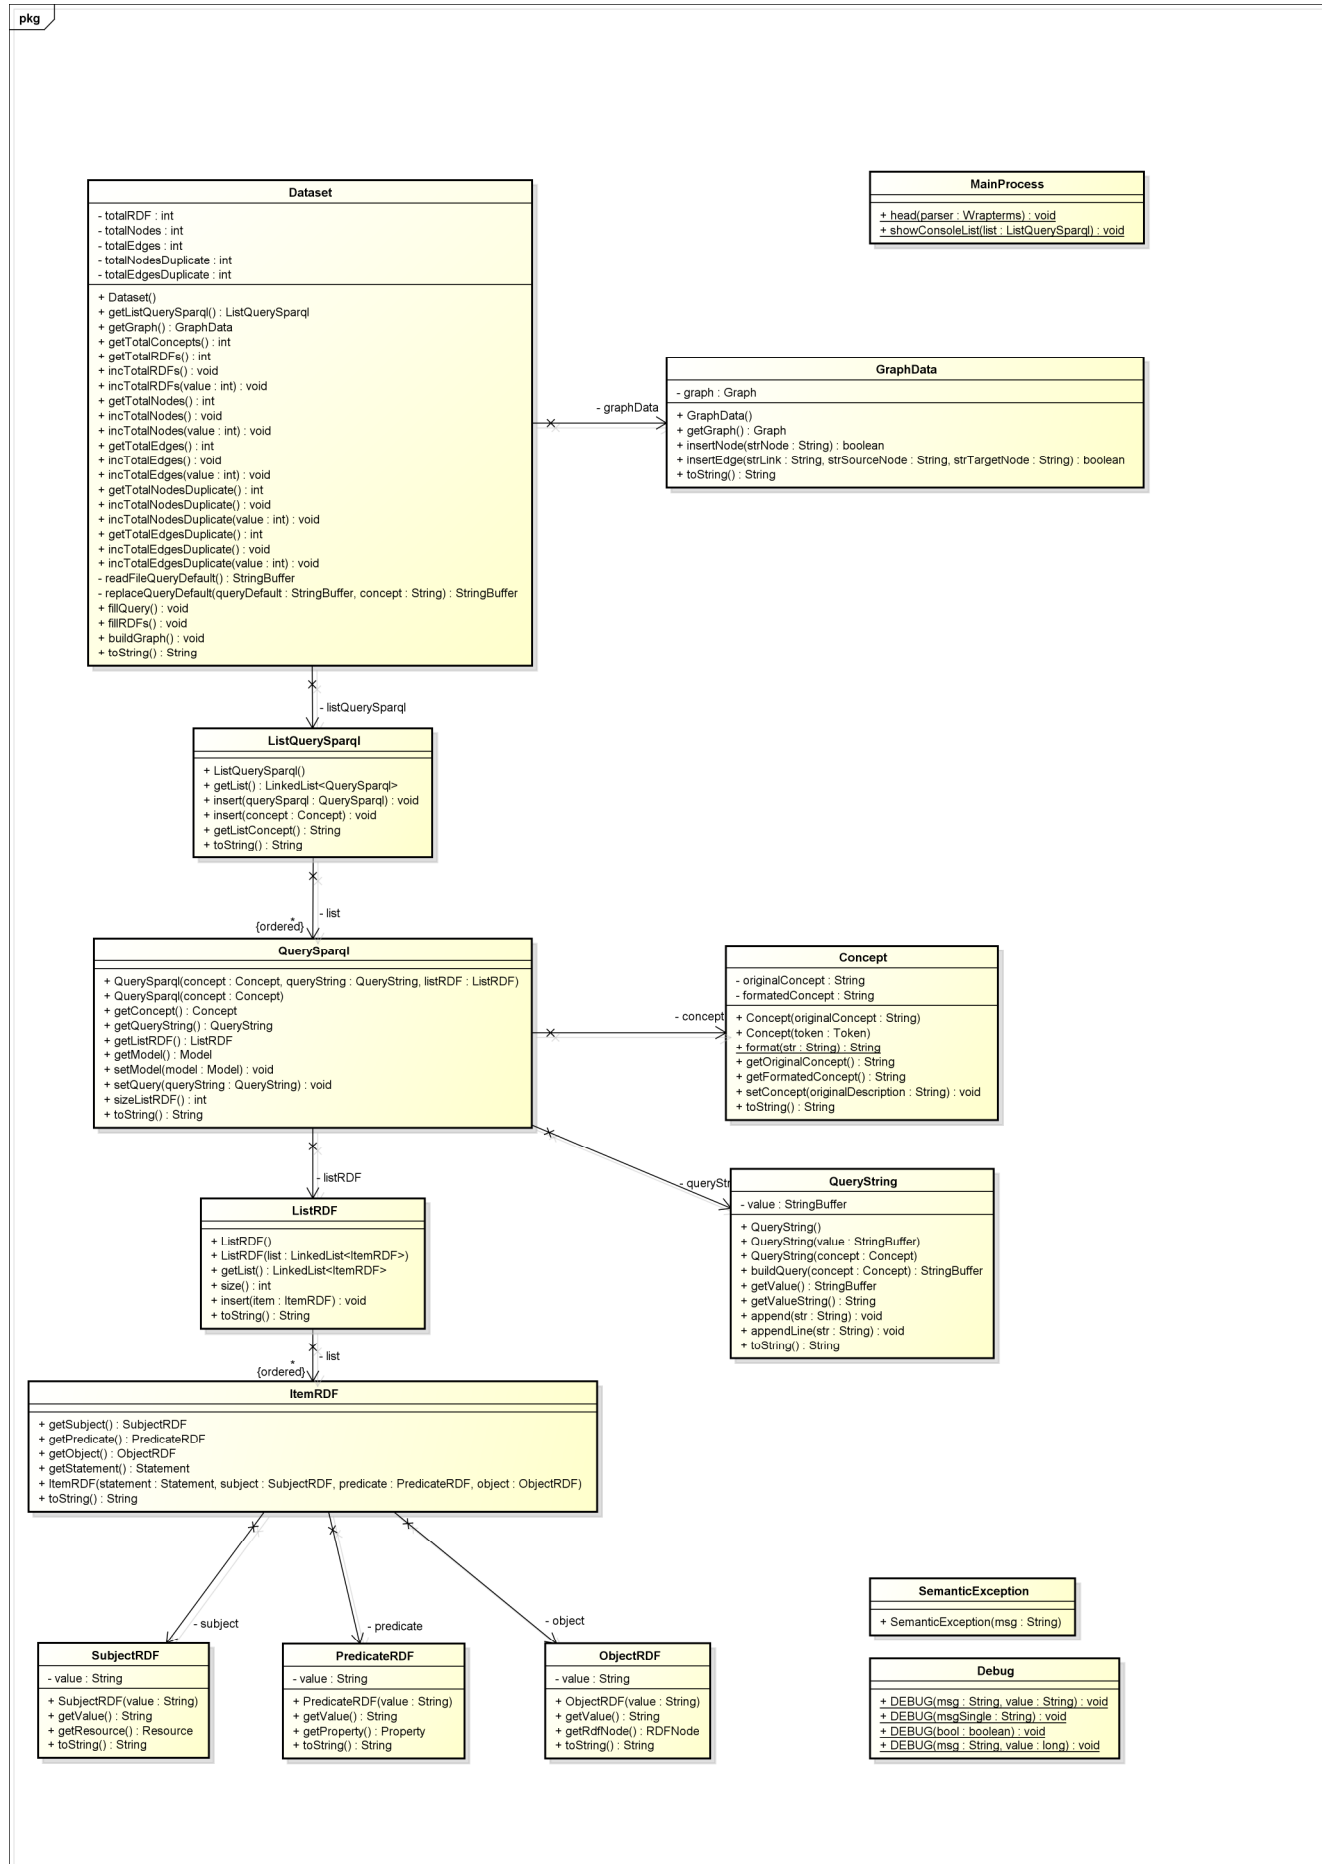 pkg
Dataset
- totalRDF : int
- totalNodes : int
- totalEdges : int
- totalNodesDuplicate : int
- totalEdgesDuplicate : int
+ Dataset()
+ getListQuerySparql() : ListQuerySparql
+ getGraph() : GraphData
+ getTotalConcepts() : int
+ getTotalRDFs() : int
+ incTotalRDFs() : void
+ incTotalRDFs(value : int) : void
+ getTotalNodes() : int
+ incTotalNodes() : void
+ incTotalNodes(value : int) : void
+ getTotalEdges() : int
+ incTotalEdges() : void
+ incTotalEdges(value : int) : void
+ getTotalNodesDuplicate() : int
+ incTotalNodesDuplicate() : void
+ incTotalNodesDuplicate(value : int) : void
+ getTotalEdgesDuplicate() : int
+ incTotalEdgesDuplicate() : void
+ incTotalEdgesDuplicate(value : int) : void
- readFileQueryDefault() : StringBuffer
- replaceQueryDefault(queryDefault : StringBuffer, concept : String) : StringBuffer
+ fillQuery() : void
+ fillRDFs() : void
+ buildGraph() : void
+ toString() : String
MainProcess
+ head(parser : Wrapterms) : void
+ showConsoleList(list : ListQuerySparql) : void
- graphData
GraphData
- graph : Graph
+ GraphData()
+ getGraph() : Graph
+ insertNode(strNode : String) : boolean
+ insertEdge(strLink : String, strSourceNode : String, strTargetNode : String) : boolean
+ toString() : String
- listQuerySparql
ListQuerySparql
+ ListQuerySparql()
+ getList() : LinkedList<QuerySparql>
+ insert(querySparql : QuerySparql) : void
+ insert(concept : Concept) : void
+ getListConcept() : String
+ toString() : String
- list
*
{ordered}
QuerySparql
+ QuerySparql(concept : Concept, queryString : QueryString, listRDF : ListRDF)
+ QuerySparql(concept : Concept)
+ getConcept() : Concept
+ getQueryString() : QueryString
+ getListRDF() : ListRDF
+ getModel() : Model
+ setModel(model : Model) : void
+ setQuery(queryString : QueryString) : void
+ sizeListRDF() : int
+ toString() : String
- concept
Concept
- originalConcept : String
- formatedConcept : String
+ Concept(originalConcept : String)
+ Concept(token : Token)
+ format(str : String) : String
+ getOriginalConcept() : String
+ getFormatedConcept() : String
+ setConcept(originalDescription : String) : void
+ toString() : String
- queryStr
QueryString
- value : StringBuffer
+ QueryString()
+ QueryString(value : StringBuffer)
+ QueryString(concept : Concept)
+ buildQuery(concept : Concept) : StringBuffer
+ getValue() : StringBuffer
+ getValueString() : String
+ append(str : String) : void
+ appendLine(str : String) : void
+ toString() : String
- listRDF
ListRDF
+ ListRDF()
+ ListRDF(list : LinkedList<ItemRDF>)
+ getList() : LinkedList<ItemRDF>
+ size() : int
+ insert(item : ItemRDF) : void
+ toString() : String
- list
*
{ordered}
ItemRDF
+ getSubject() : SubjectRDF
+ getPredicate() : PredicateRDF
+ getObject() : ObjectRDF
+ getStatement() : Statement
+ ItemRDF(statement : Statement, subject : SubjectRDF, predicate : PredicateRDF, object : ObjectRDF)
+ toString() : String
- subject
- predicate
- object
SubjectRDF
- value : String
+ SubjectRDF(value : String)
+ getValue() : String
+ getResource() : Resource
+ toString() : String
PredicateRDF
- value : String
+ PredicateRDF(value : String)
+ getValue() : String
+ getProperty() : Property
+ toString() : String
ObjectRDF
- value : String
+ ObjectRDF(value : String)
+ getValue() : String
+ getRdfNode() : RDFNode
+ toString() : String
SemanticException
+ SemanticException(msg : String)
Debug
+ DEBUG(msg : String, value : String) : void
+ DEBUG(msgSingle : String) : void
+ DEBUG(bool : boolean) : void
+ DEBUG(msg : String, value : long) : void